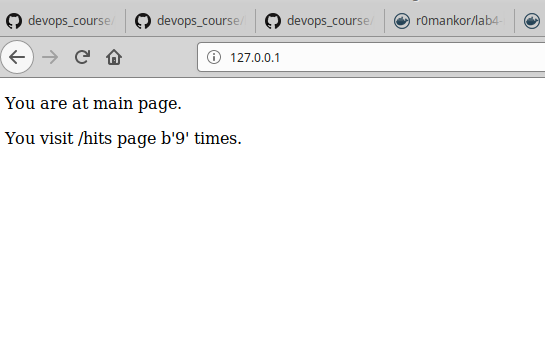 devops_course/ devops_course/ devops_course/ r0mankor/lab4-
127.0.0.1
You are at main page.
You visit /hits page b'9' times.